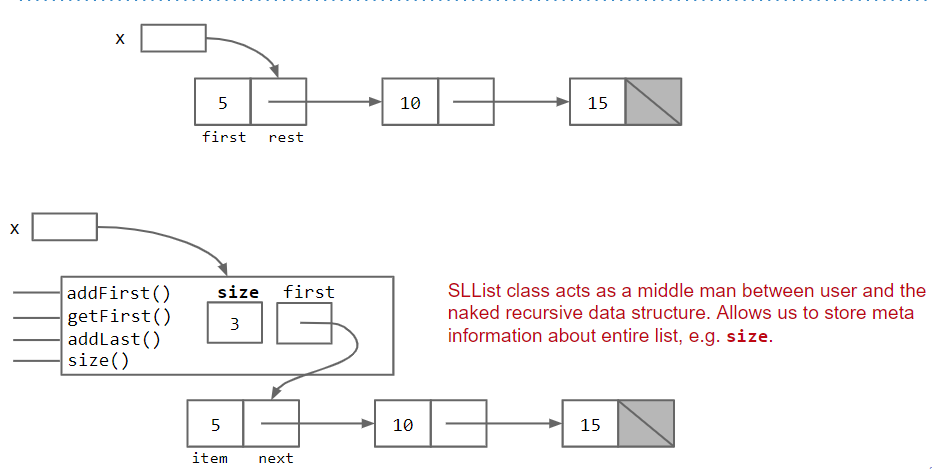 x
5 10 15
first rest
x
addFirst() size first
getFirst() 3
addLast()
size()
SLList class acts as a middle man between user and the
naked recursive data structure. Allows us to store meta
information about entire list, e.g. size.
5 10 15
item next